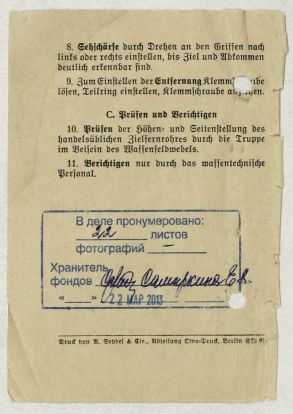 8. Sehschärfe durch Drehen an den Griffen nach
links oder rechts einstellen, bis Ziel und Abkommen
deutlich erkennbar sind.
9. Zum Einstellen der Entfernung Klemmschraube
lösen, Teilring einstellen, Klemmschraube anziehen.
C. Prüfen und Berichtigen
10. Prüfen der Höhen- und Seitenstellung des
handelsüblichen Zielfernrohres durch die Truppe
im Beisein des Waffenfeldwebels.
11. Berichtigen nur durch das waffentechnische
Personal.
В деле пронумеровано:
22 листов
фотографий —
Хранитель
фондов Самаркина Е.В.
"__" 22 МАР 2013
Druck von A. Seydel & Cie., Abteilung Otwe-Druck, Berlin